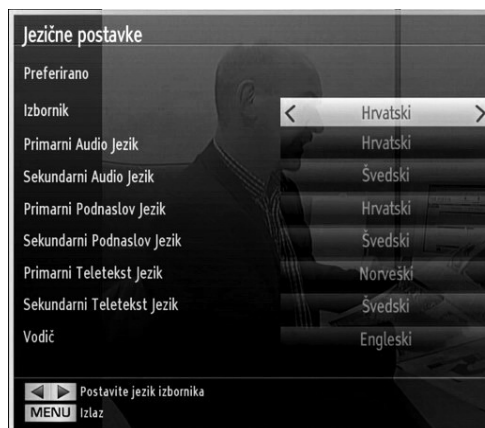 Jezične postavke
Preferirano
Izbornik < Hrvatski >
Primarni Audio Jezik Hrvatski
Sekundarni Audio Jezik Švedski
Primarni Podnaslov Jezik Hrvatski
Sekundarni Podnaslov Jezik Švedski
Primarni Teletekst Jezik Norveški
Sekundarni Teletekst Jezik Švedski
Vodič Engleski
Postavite jezik izbornika
MENU Izlaz